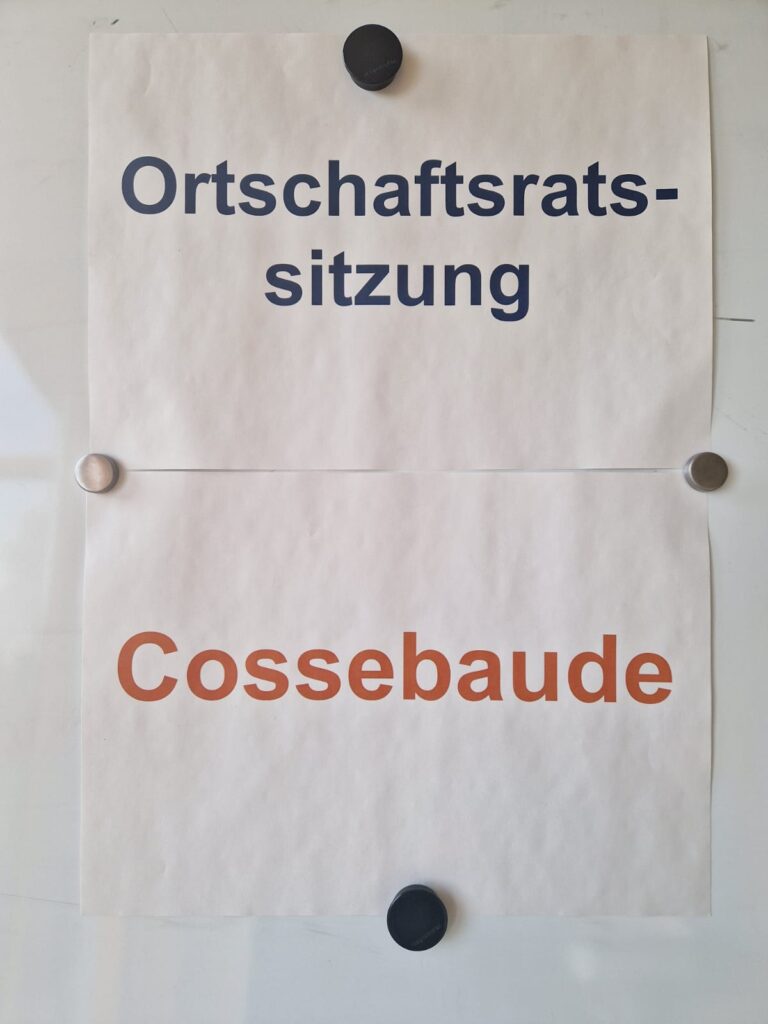 Ortschaftsrats-
sitzung
Cossebaude